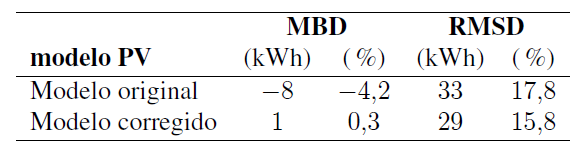 MBD RMSD
modelo PV (kWh) (%) (kWh) (%)
Modelo original −8 −4,2 33 17,8
Modelo corregido 1 0,3 29 15,8